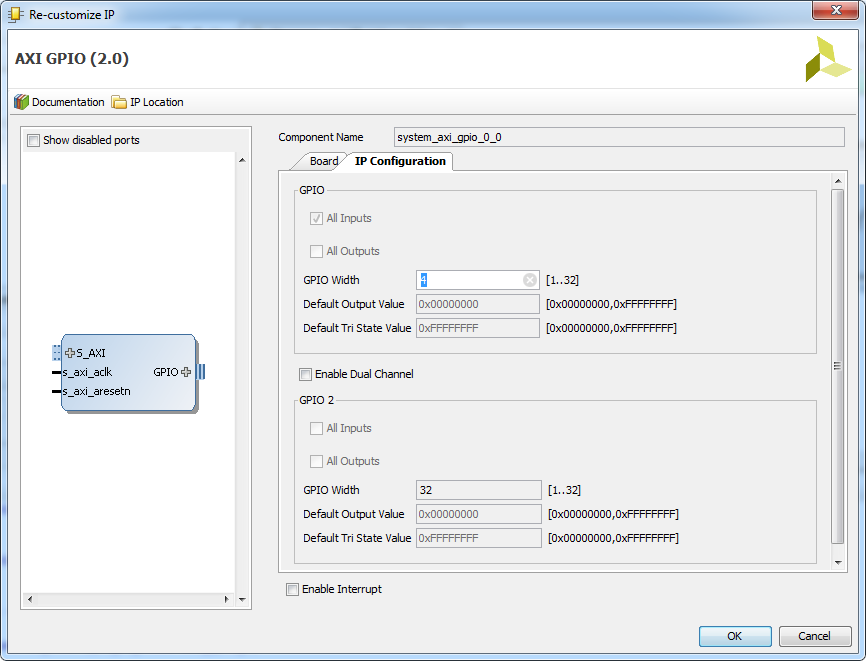 Re-customize IP
AXI GPIO (2.0)
Documentation IP Location
Show disabled ports
S_AXI
s_axi_aclk
s_axi_aresetn
GPIO
Component Name system_axi_gpio_0_0
Board IP Configuration
GPIO
All Inputs
All Outputs
GPIO Width 4 [1..32]
Default Output Value 0x00000000 [0x00000000,0xFFFFFFFF]
Default Tri State Value 0xFFFFFFFF [0x00000000,0xFFFFFFFF]
Enable Dual Channel
GPIO 2
All Inputs
All Outputs
GPIO Width 32 [1..32]
Default Output Value 0x00000000 [0x00000000,0xFFFFFFFF]
Default Tri State Value 0xFFFFFFFF [0x00000000,0xFFFFFFFF]
Enable Interrupt
OK Cancel